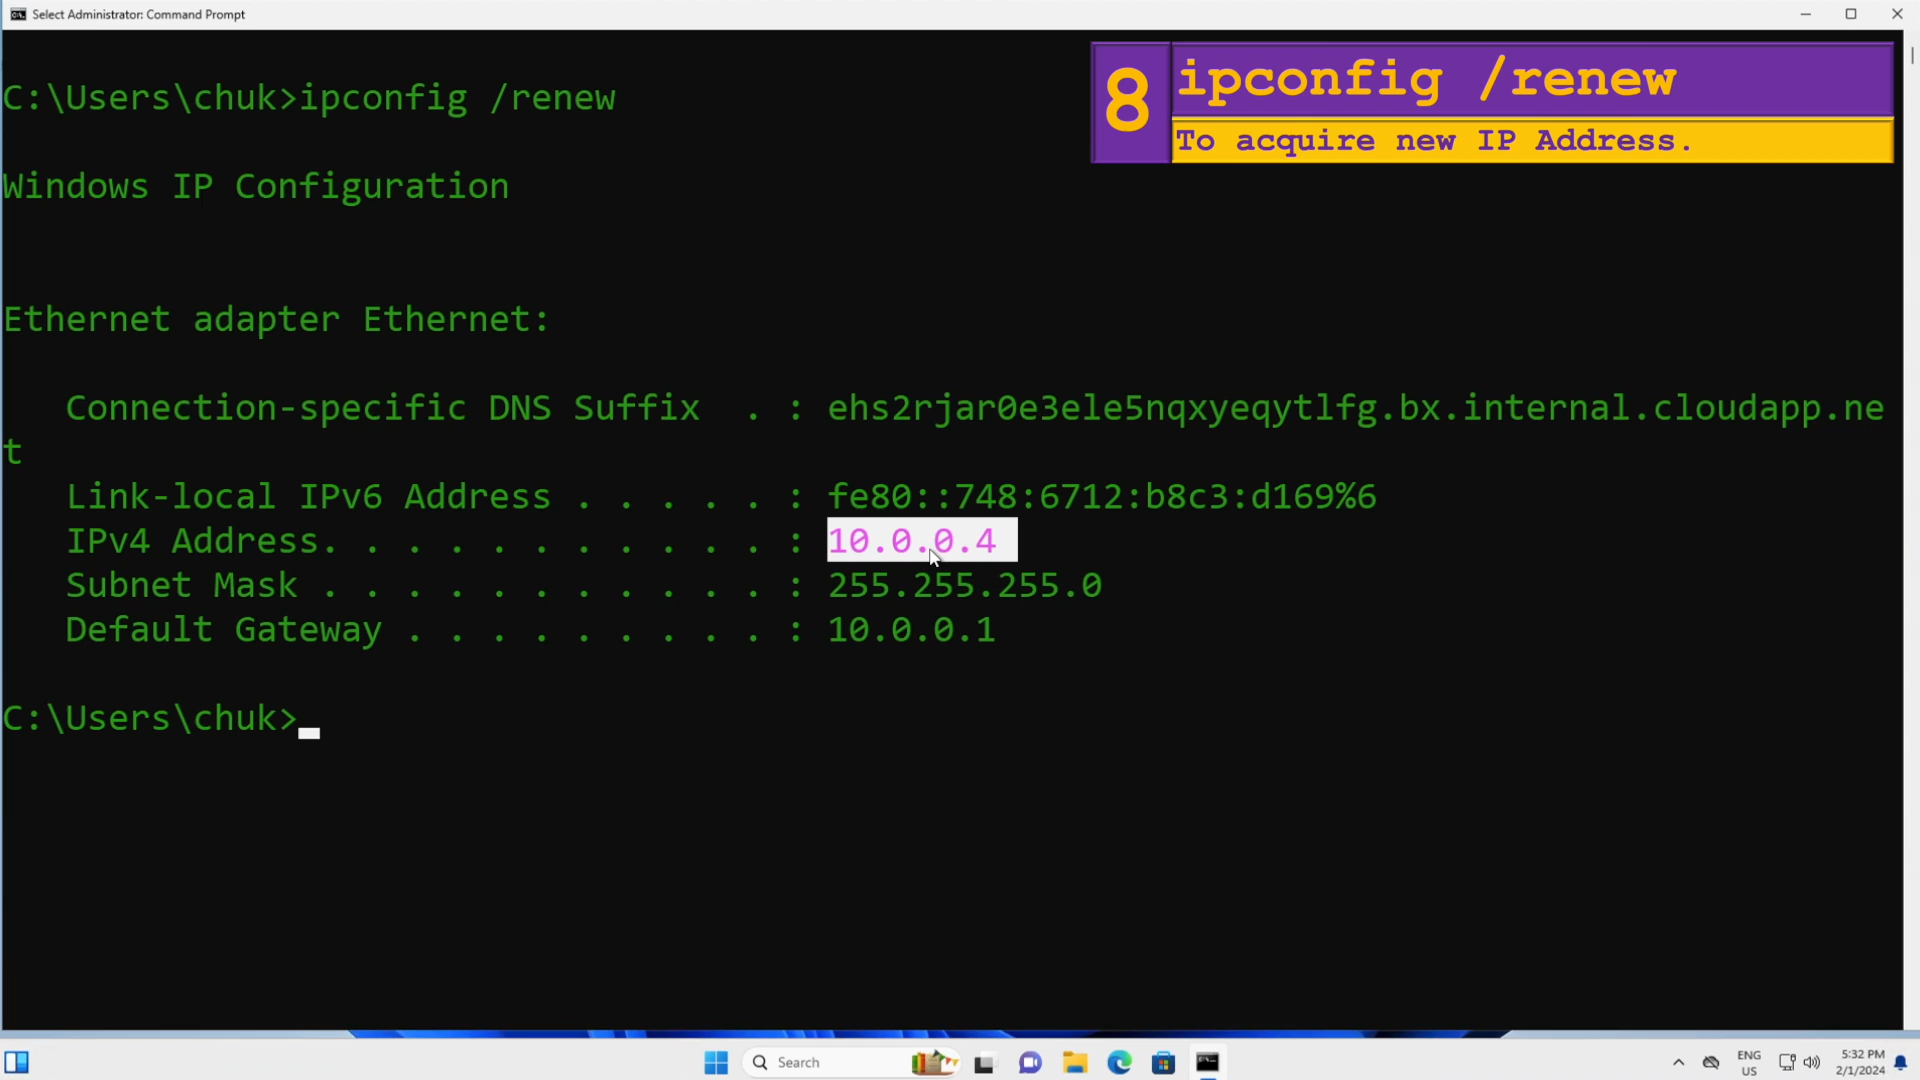 Select Administrator: Command Prompt
C:\Users\chuk>ipconfig /renew
8
ipconfig /renew
To acquire new IP Address.
Windows IP Configuration
Ethernet adapter Ethernet:
Connection-specific DNS Suffix  . : ehs2rjar0e3ele5nqxyeqytlfg.bx.internal.cloudapp.ne
t
Link-local IPv6 Address . . . . . : fe80::748:6712:b8c3:d169%6
IPv4 Address. . . . . . . . . . . : 10.0.0.4
Subnet Mask . . . . . . . . . . . : 255.255.255.0
Default Gateway . . . . . . . . . : 10.0.0.1
C:\Users\chuk>
Search
ENG
US
5:32 PM
2/1/2024